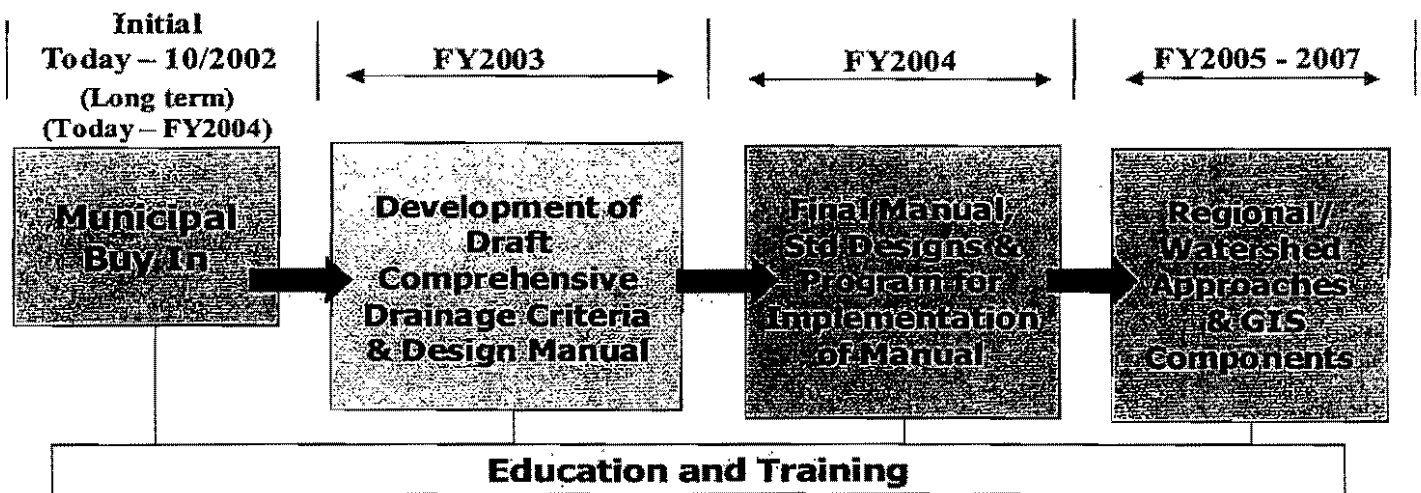 Initial
Today – 10/2002
(Long term)
(Today – FY2004)
FY2003
FY2004
FY2005 - 2007
Municipal
Buy In
Development of
Draft
Comprehensive
Drainage Criteria
& Design Manual
Final Manual,
Std Designs &
Program for
Implementation
of Manual
Regional/
Watershed
Approaches
& GIS
Components
Education and Training